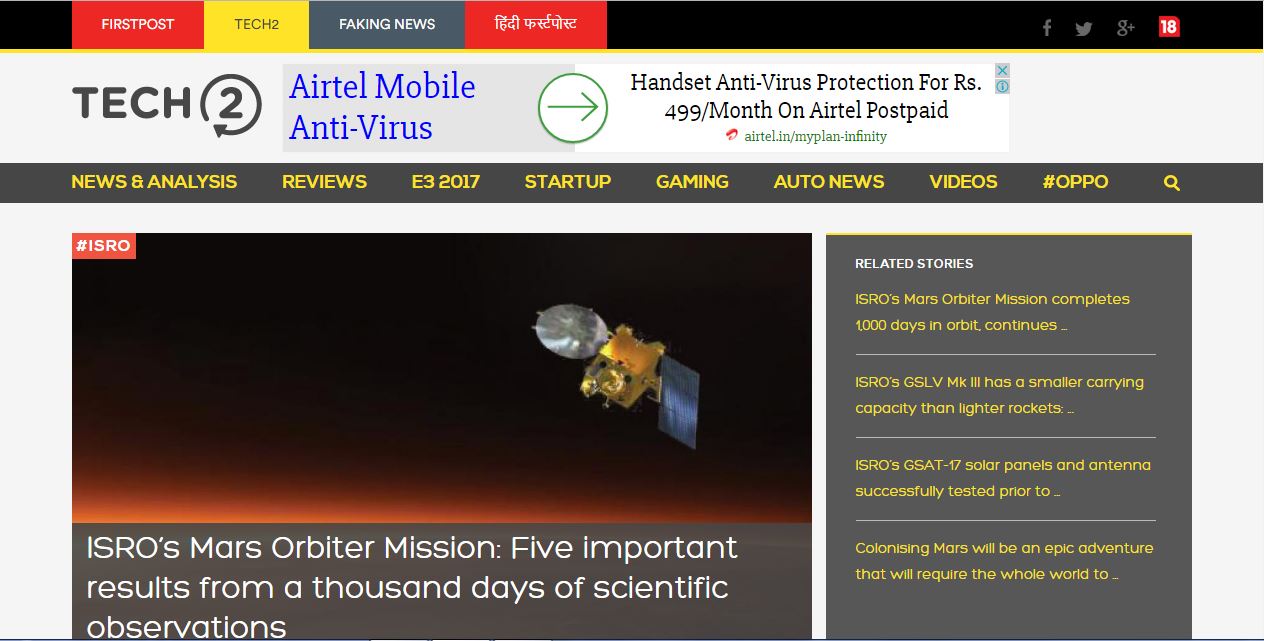 FIRSTPOST TECH2 FAKING NEWS हिंदी फर्स्टपोस्ट
f g+ 18
TECH2
Airtel Mobile
Anti-Virus
Handset Anti-Virus Protection For Rs.
499/Month On Airtel Postpaid
airtel.in/myplan-infinity
NEWS & ANALYSIS REVIEWS E3 2017 STARTUP GAMING AUTO NEWS VIDEOS #OPPO
#ISRO
ISRO's Mars Orbiter Mission: Five important
results from a thousand days of scientific
observations
RELATED STORIES
ISRO's Mars Orbiter Mission completes
1,000 days in orbit, continues ...
ISRO's GSLV Mk III has a smaller carrying
capacity than lighter rockets: ...
ISRO's GSAT-17 solar panels and antenna
successfully tested prior to ...
Colonising Mars will be an epic adventure
that will require the whole world to ...